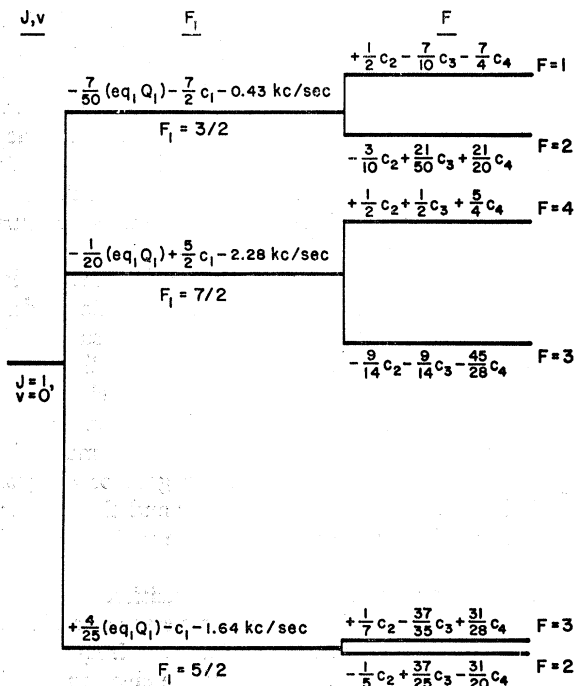 J,v F₁ F
+1/2 c₂ − 7/10 c₃ − 7/4 c₄ F=1
− 7/50 (eq₁Q₁) − 7/2 c₁ − 0.43 kc/sec
F₁ = 3/2
F=2
− 3/10 c₂ + 21/50 c₃ + 21/20 c₄
+ 1/2 c₂ + 1/2 c₃ + 5/4 c₄ F=4
− 1/20 (eq₁Q₁) + 5/2 c₁ − 2.28 kc/sec
F₁ = 7/2
− 9/14 c₂ − 9/14 c₃ − 45/28 c₄ F=3
J=1,
v=0
+ 4/25 (eq₁Q₁) − c₁ − 1.64 kc/sec + 1/7 c₂ − 37/35 c₃ + 31/28 c₄ F=3
F₁ = 5/2 − 1/5 c₂ + 37/25 c₃ − 31/20 c₄ F=2